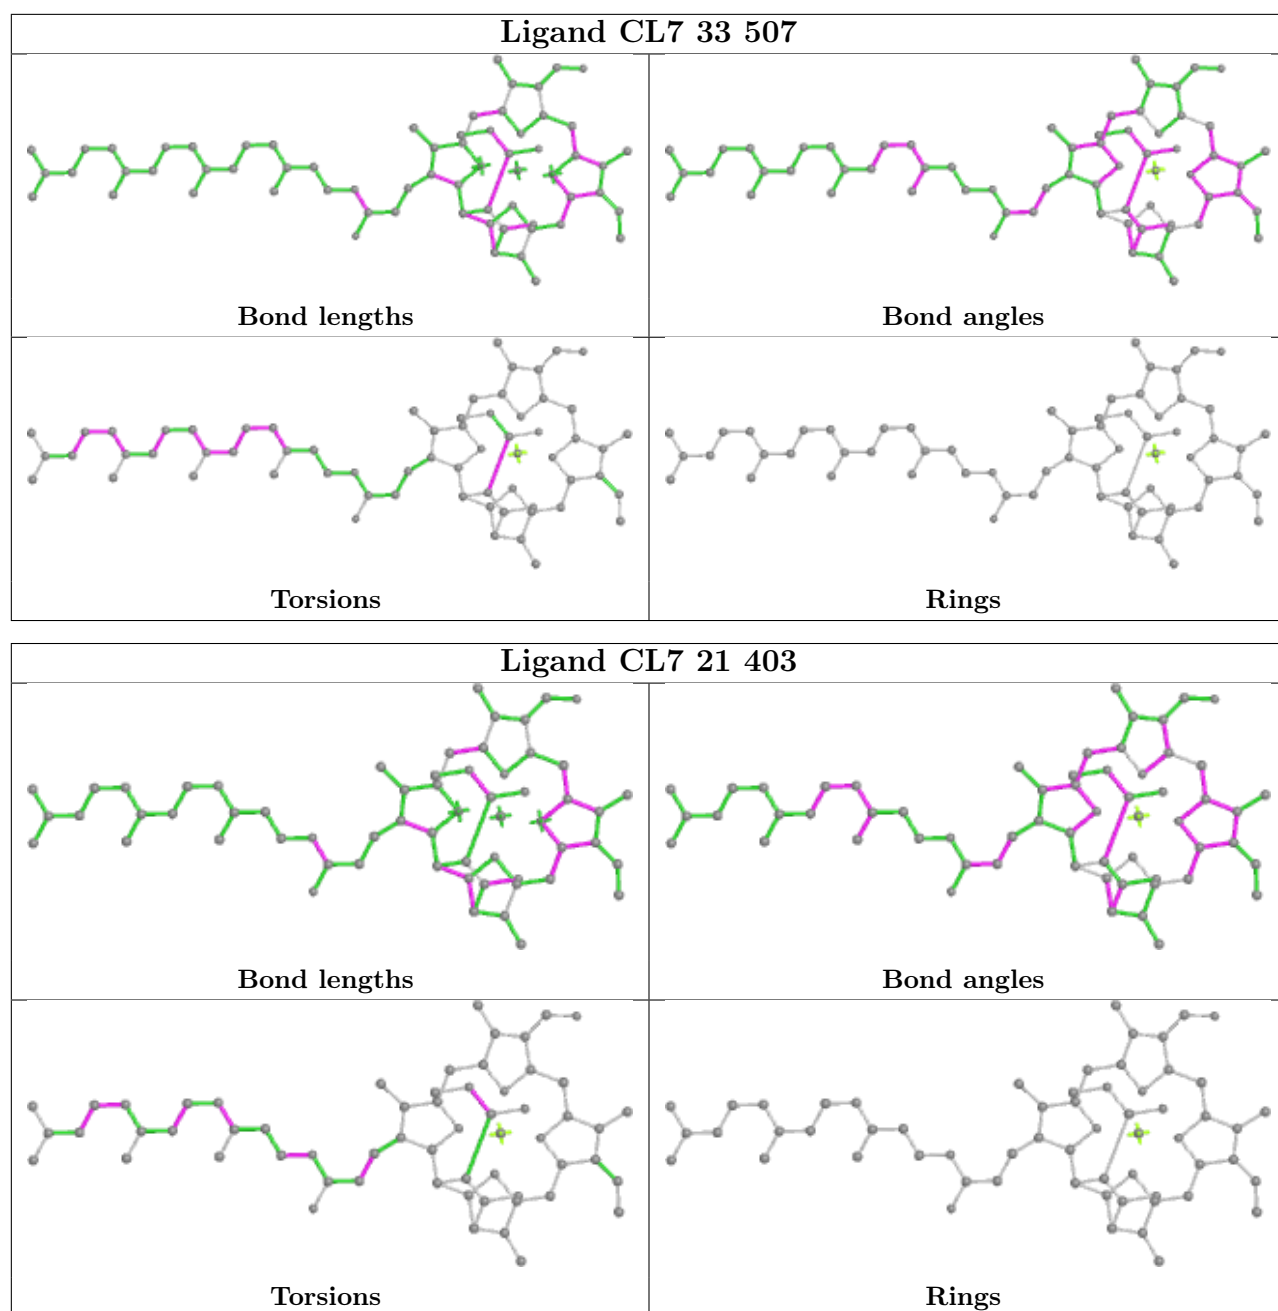 Ligand CL7 33 507
Bond lengths
Bond angles
Torsions
Rings
Ligand CL7 21 403
Bond lengths
Bond angles
Torsions
Rings